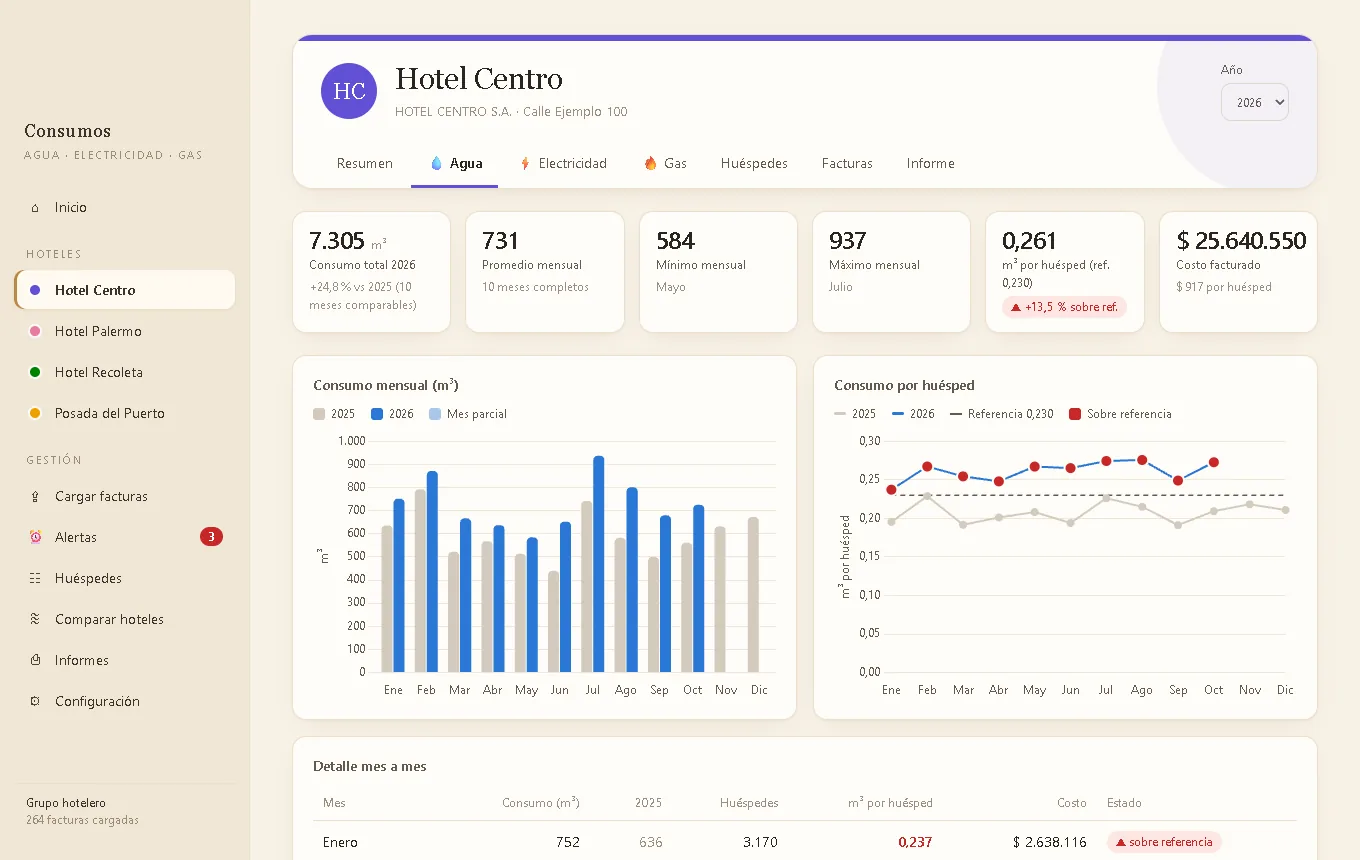 Consumos
AGUA · ELECTRICIDAD · GAS
Inicio
HOTELES
Hotel Centro
Hotel Palermo
Hotel Recoleta
Posada del Puerto
GESTIÓN
Cargar facturas
Alertas
3
Huéspedes
Comparar hoteles
Informes
Configuración
Grupo hotelero
264 facturas cargadas
HC
Hotel Centro
HOTEL CENTRO S.A. · Calle Ejemplo 100
Año
2026
Resumen
Agua
Electricidad
Gas
Huéspedes
Facturas
Informe
7.305 m³
Consumo total 2026
+24,8 % vs 2025 (10
meses comparables)
731
Promedio mensual
10 meses completos
584
Mínimo mensual
Mayo
937
Máximo mensual
Julio
0,261
m³ por huésped (ref.
0,230)
▲ +13,5 % sobre ref.
$ 25.640.550
Costo facturado
$ 917 por huésped
Consumo mensual (m³)
2025 2026 Mes parcial
1.000
900
800
700
600
500
400
300
200
100
0
m³
Ene Feb Mar Abr May Jun Jul Ago Sep Oct Nov Dic
Consumo por huésped
2025 2026 Referencia 0,230 Sobre referencia
0,30
0,25
0,20
0,15
0,10
0,05
0,00
m³ por huésped
Ene Feb Mar Abr May Jun Jul Ago Sep Oct Nov Dic
Detalle mes a mes
Mes Consumo (m³) 2025 Huéspedes m³ por huésped Costo Estado
Enero 752 636 3.170 0,237 $ 2.638.116 ▲ sobre referencia